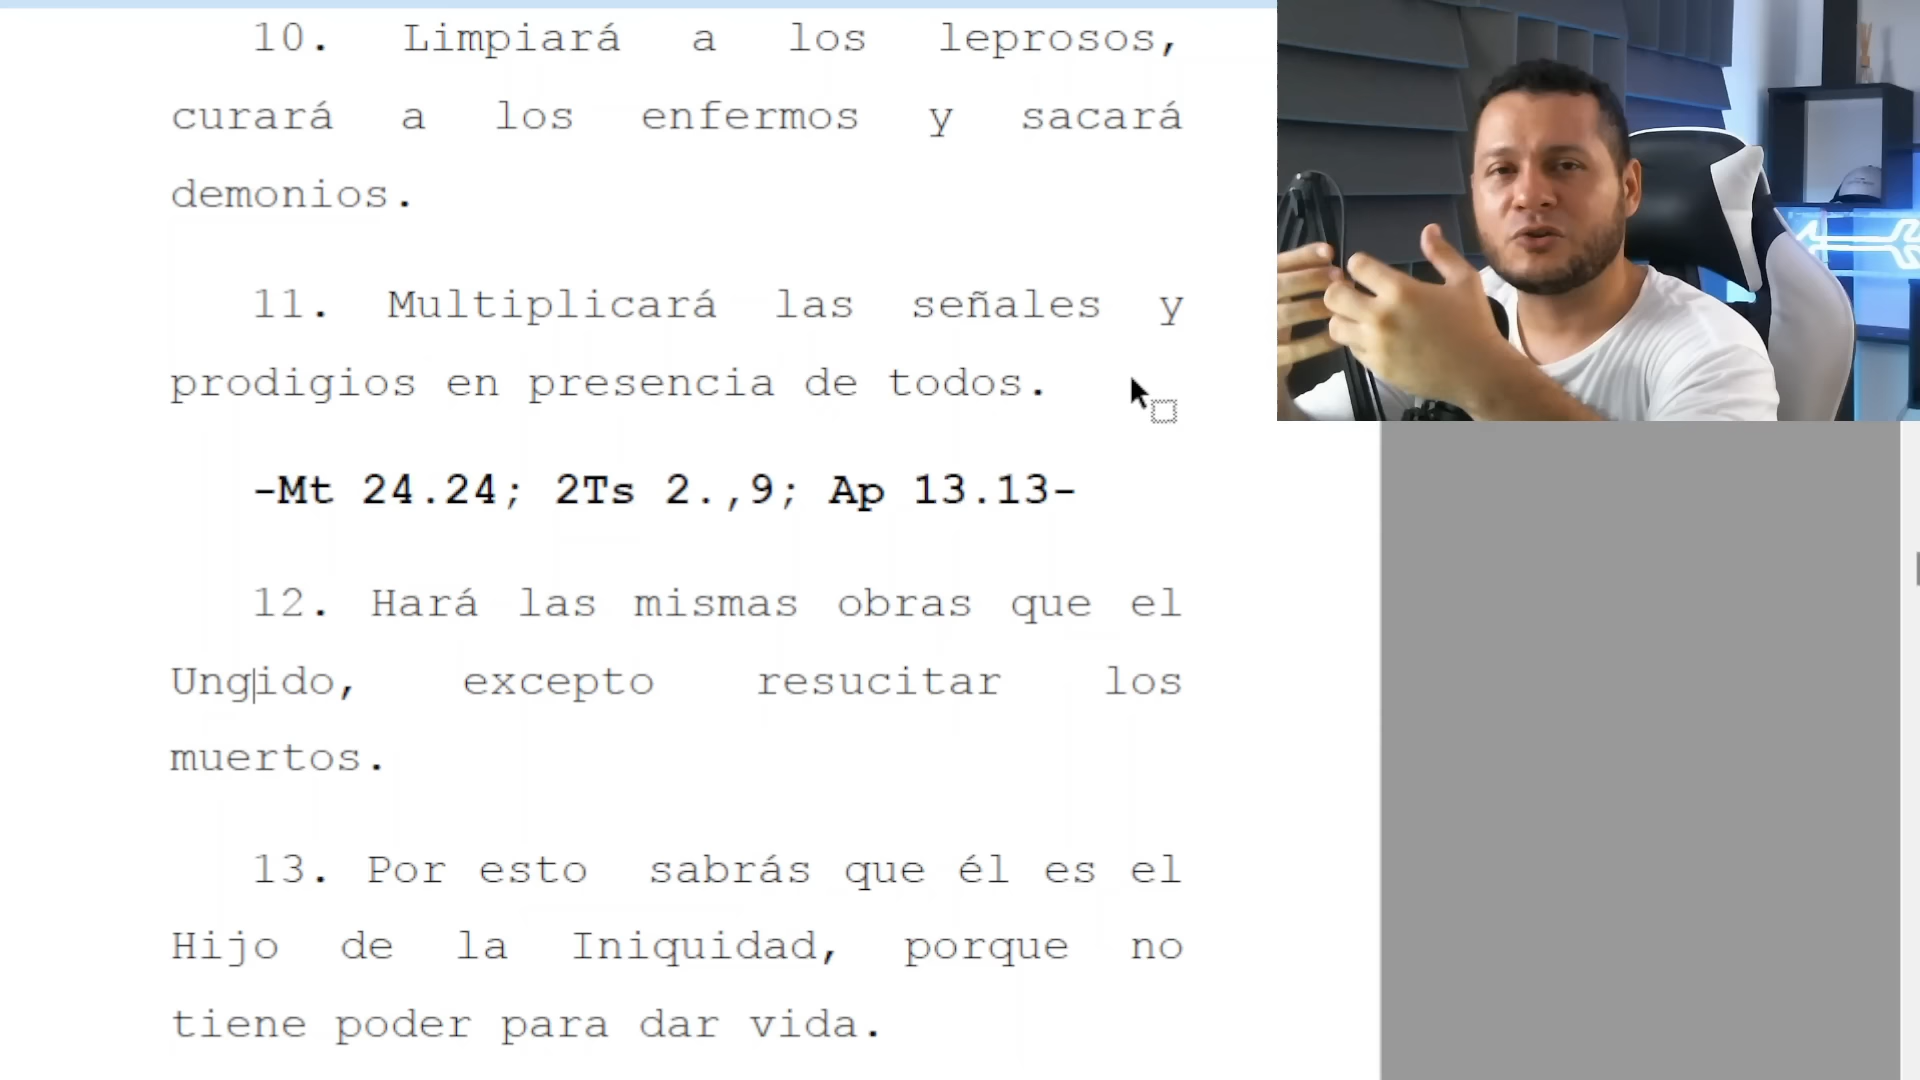 10. Limpiará a los leprosos,
curará a los enfermos y sacará
demonios.
11. Multiplicará las señales y
prodigios en presencia de todos.
-Mt 24.24; 2Ts 2.,9; Ap 13.13-
12. Hará las mismas obras que el
Ungido, excepto resucitar los
muertos.
13. Por esto sabrás que él es el
Hijo de la Iniquidad, porque no
tiene poder para dar vida.